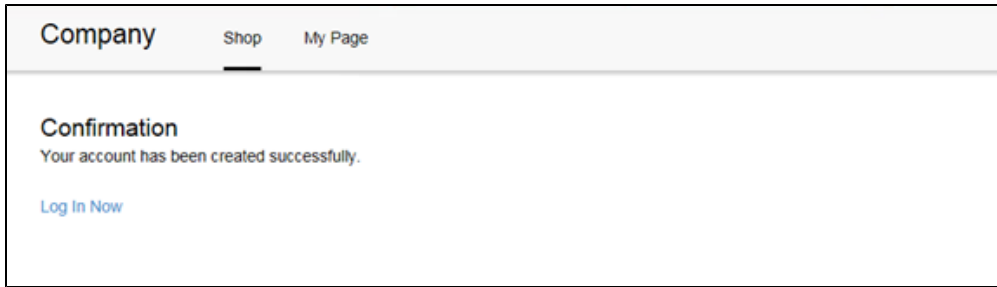 Company Shop My Page
Confirmation
Your account has been created successfully.
Log In Now